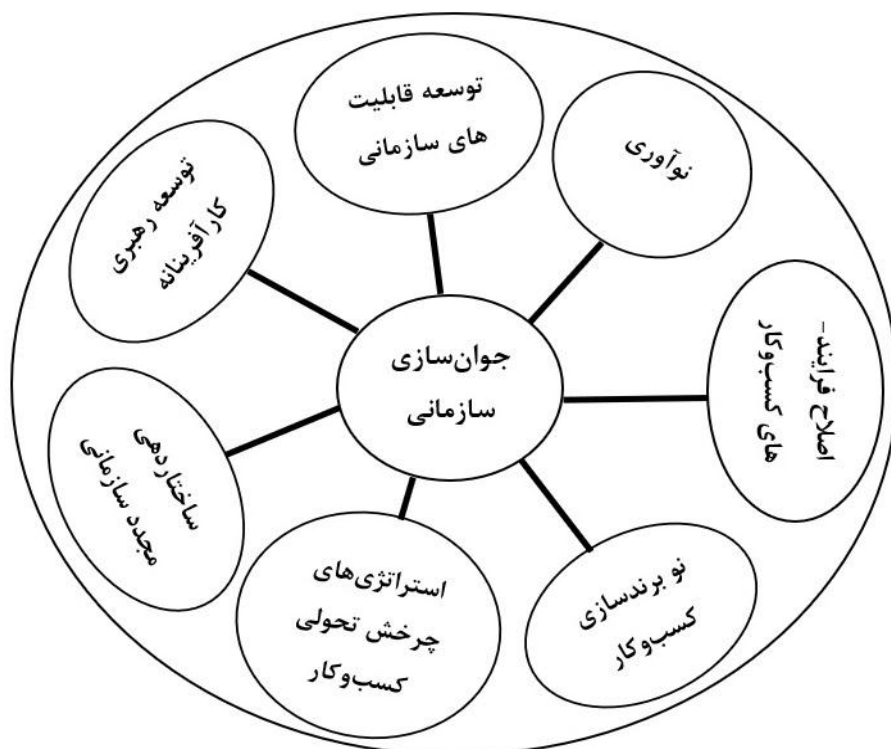 توسعه قابلیت
های سازمانی
نوآوری
اصلاح فرایند-
های کسب‌وکار
نو برندسازی
کسب‌وکار
استراتژی‌های
چرخش تحولی
کسب‌وکار
ساختاردهی
مجدد سازمانی
توسعه رهبری
کارآفرینانه
جوان‌سازی
سازمانی